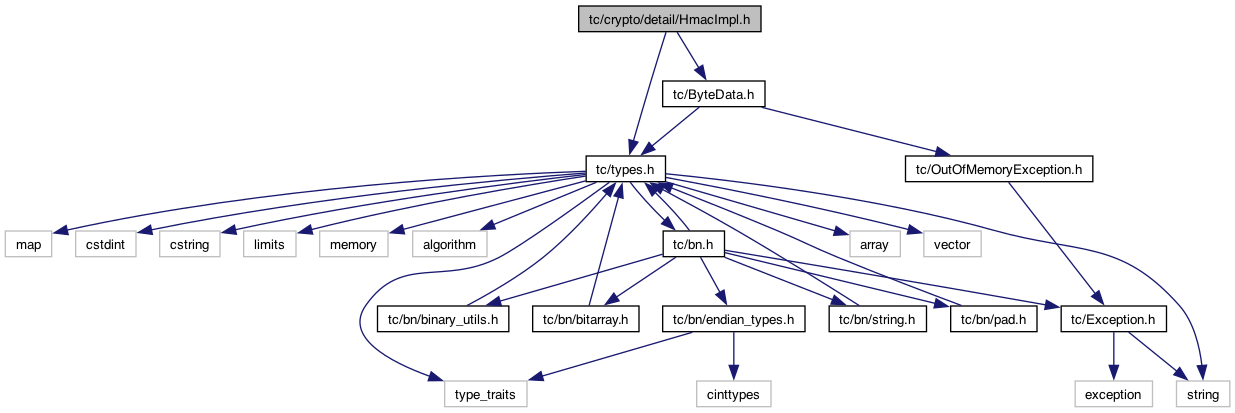 tc/crypto/detail/HmacImpl.h
tc/ByteData.h
tc/types.h
tc/OutOfMemoryException.h
map
cstdint
cstring
limits
memory
algorithm
tc/bn.h
array
vector
tc/bn/binary_utils.h
tc/bn/bitarray.h
tc/bn/endian_types.h
tc/bn/string.h
tc/bn/pad.h
tc/Exception.h
type_traits
cinttypes
exception
string